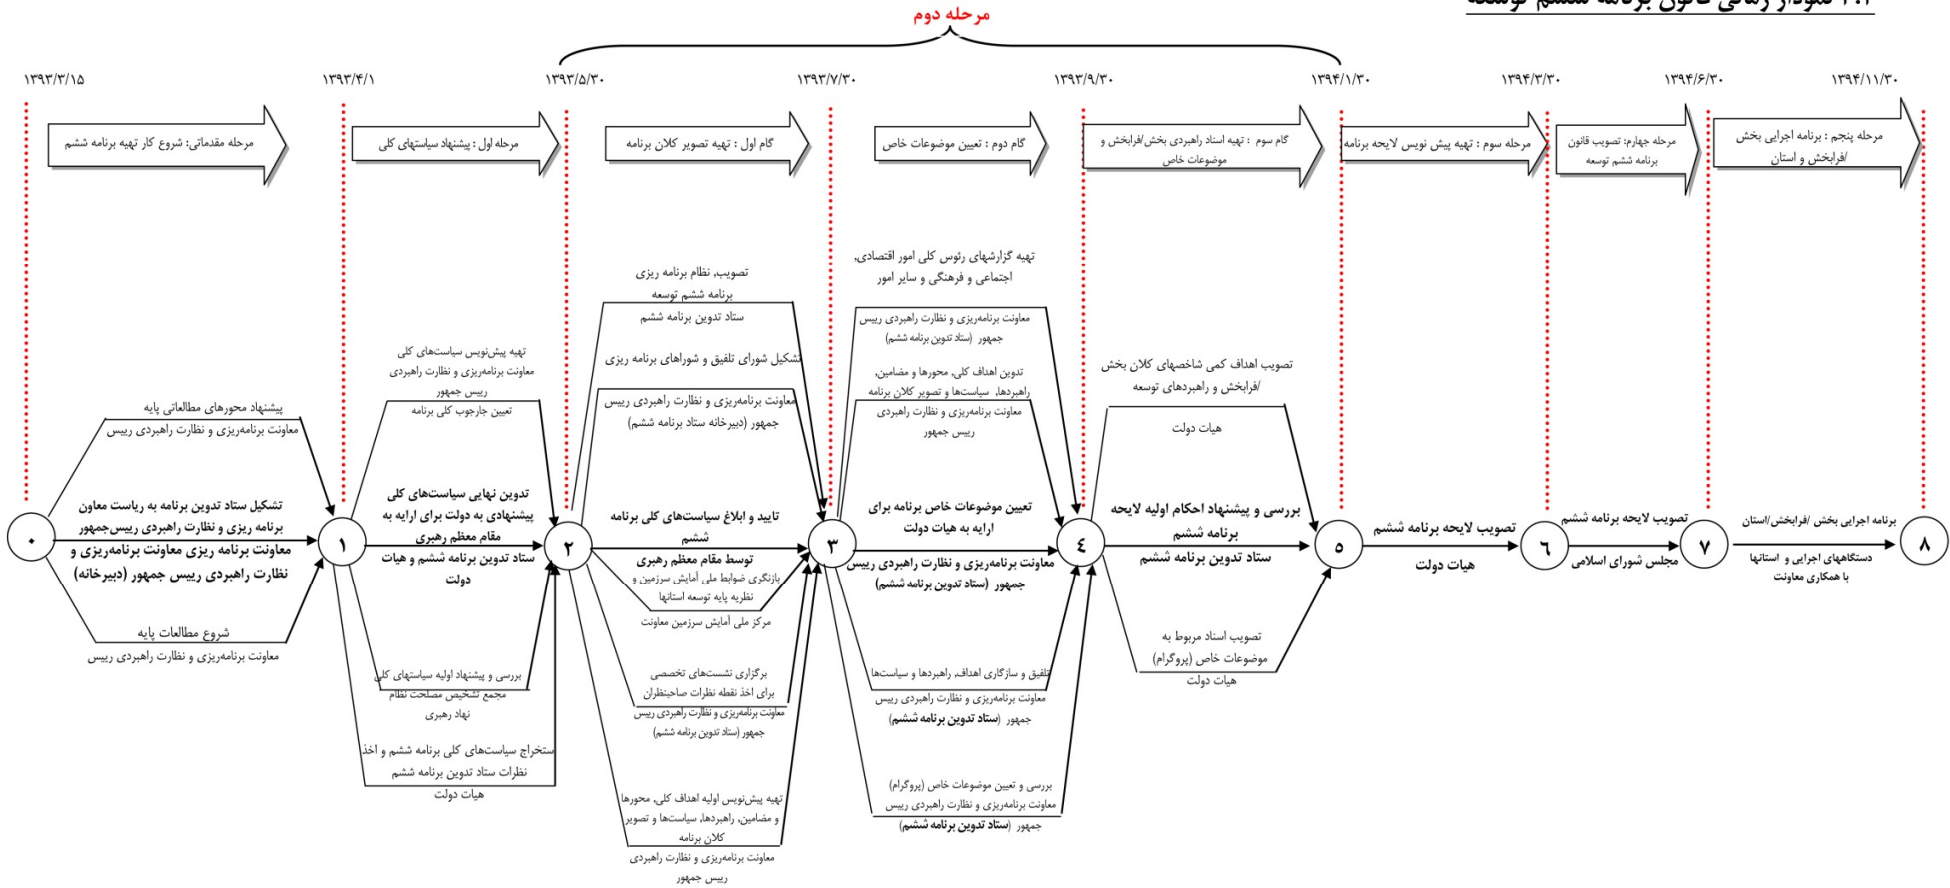 نمودار زمانی قانون برنامه ششم توسعه
مرحله دوم
۱۳۹۳/۳/۱۵
۱۳۹۳/۴/۱
۱۳۹۳/۵/۳۰
۱۳۹۳/۷/۳۰
۱۳۹۳/۹/۳۰
۱۳۹۴/۱/۳۰
۱۳۹۴/۳/۳۰
۱۳۹۴/۶/۳۰
۱۳۹۴/۱۱/۳۰
مرحله مقدماتی: شروع کار تهیه برنامه ششم
مرحله اول : پیشنهاد سیاستهای کلی
گام اول : تهیه تصویر کلان برنامه
گام دوم : تعیین موضوعات خاص
گام سوم : تهیه اسناد راهبردی بخش/فرابخش و
موضوعات خاص
مرحله سوم : تهیه پیش نویس لایحه برنامه
مرحله چهارم: تصویب قانون
برنامه ششم توسعه
مرحله پنجم : برنامه اجرایی بخش
/فرابخش و استان
پیشنهاد محورهای مطالعاتی پایه
معاونت برنامه‌ریزی و نظارت راهبردی رییس
تشکیل ستاد تدوین برنامه به ریاست معاون
برنامه ریزی و نظارت راهبردی رییس‌جمهور
معاونت برنامه ریزی معاونت برنامه‌ریزی و
نظارت راهبردی رییس جمهور (دبیرخانه)
شروع مطالعات پایه
معاونت برنامه‌ریزی و نظارت راهبردی رییس
تهیه پیش‌نویس سیاست‌های کلی
معاونت برنامه‌ریزی و نظارت راهبردی
رییس جمهور
تعیین چارچوب کلی برنامه
تدوین نهایی سیاست‌های کلی
پیشنهادی به دولت برای ارایه به
مقام معظم رهبری
ستاد تدوین برنامه ششم و هیات
دولت
بررسی و پیشنهاد اولیه سیاستهای کلی
مجمع تشخیص مصلحت نظام
نهاد رهبری
ستخراج سیاست‌های کلی برنامه ششم و اخذ
نظرات ستاد تدوین برنامه ششم
هیات دولت
تصویب, نظام برنامه ریزی
برنامه ششم توسعه
ستاد تدوین برنامه ششم
تشکیل شورای تلفیق و شوراهای برنامه ریزی
معاونت برنامه‌ریزی و نظارت راهبردی رییس
جمهور (دبیرخانه ستاد برنامه ششم)
تایید و ابلاغ سیاست‌های کلی برنامه
ششم
توسط مقام معظم رهبری
بازنگری ضوابط ملی آمایش سرزمین و
نظریه پایه توسعه استانها
مرکز ملی آمایش سرزمین معاونت
برگزاری نشست‌های تخصصی
برای اخذ نقطه نظرات صاحبنظران
معاونت برنامه‌ریزی و نظارت راهبردی رییس
جمهور (ستاد تدوین برنامه ششم)
تهیه پیش‌نویس اولیه اهداف کلی, محورها
و مضامین, راهبردها, سیاست‌ها و تصویر
کلان برنامه
معاونت برنامه‌ریزی و نظارت راهبردی
رییس جمهور
تهیه گزارشهای رئوس کلی امور اقتصادی,
اجتماعی و فرهنگی و سایر امور
معاونت برنامه‌ریزی و نظارت راهبردی رییس
جمهور (ستاد تدوین برنامه ششم)
تدوین اهداف کلی, محورها و مضامین,
راهبردها, سیاست‌ها و تصویر کلان برنامه
معاونت برنامه‌ریزی و نظارت راهبردی
رییس جمهور
تعیین موضوعات خاص برنامه برای
ارایه به هیات دولت
معاونت برنامه‌ریزی و نظارت راهبردی رییس
جمهور (ستاد تدوین برنامه ششم)
تلفیق و سازگاری اهداف, راهبردها و سیاست‌ها
معاونت برنامه‌ریزی و نظارت راهبردی رییس
جمهور (ستاد تدوین برنامه ششم)
بررسی و تعیین موضوعات خاص (پروگرام)
معاونت برنامه‌ریزی و نظارت راهبردی رییس
جمهور (ستاد تدوین برنامه ششم)
تصویب اهداف کمی شاخصهای کلان بخش
/فرابخش و راهبردهای توسعه
هیات دولت
بررسی و پیشنهاد احکام اولیه لایحه
برنامه ششم
ستاد تدوین برنامه ششم
تصویب اسناد مربوط به
موضوعات خاص (پروگرام)
هیات دولت
تصویب لایحه برنامه ششم
هیات دولت
تصویب لایحه برنامه ششم
مجلس شورای اسلامی
برنامه اجرایی بخش /فرابخش/استان
دستگاههای اجرایی و استانها
با همکاری معاونت
۰
۱
۲
۳
٤
٥
٦
۷
۸